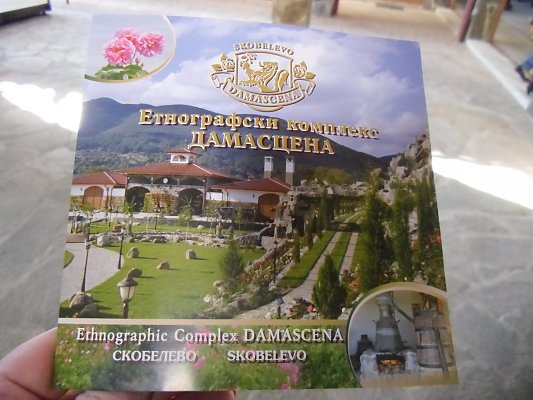 SKOBELEVO
DAMASCENA
Етнографски комплекс
ДАМАСЦЕНА
Ethnographic Complex DAMASCENA
СКОБЕЛЕВО SKOBELEVO